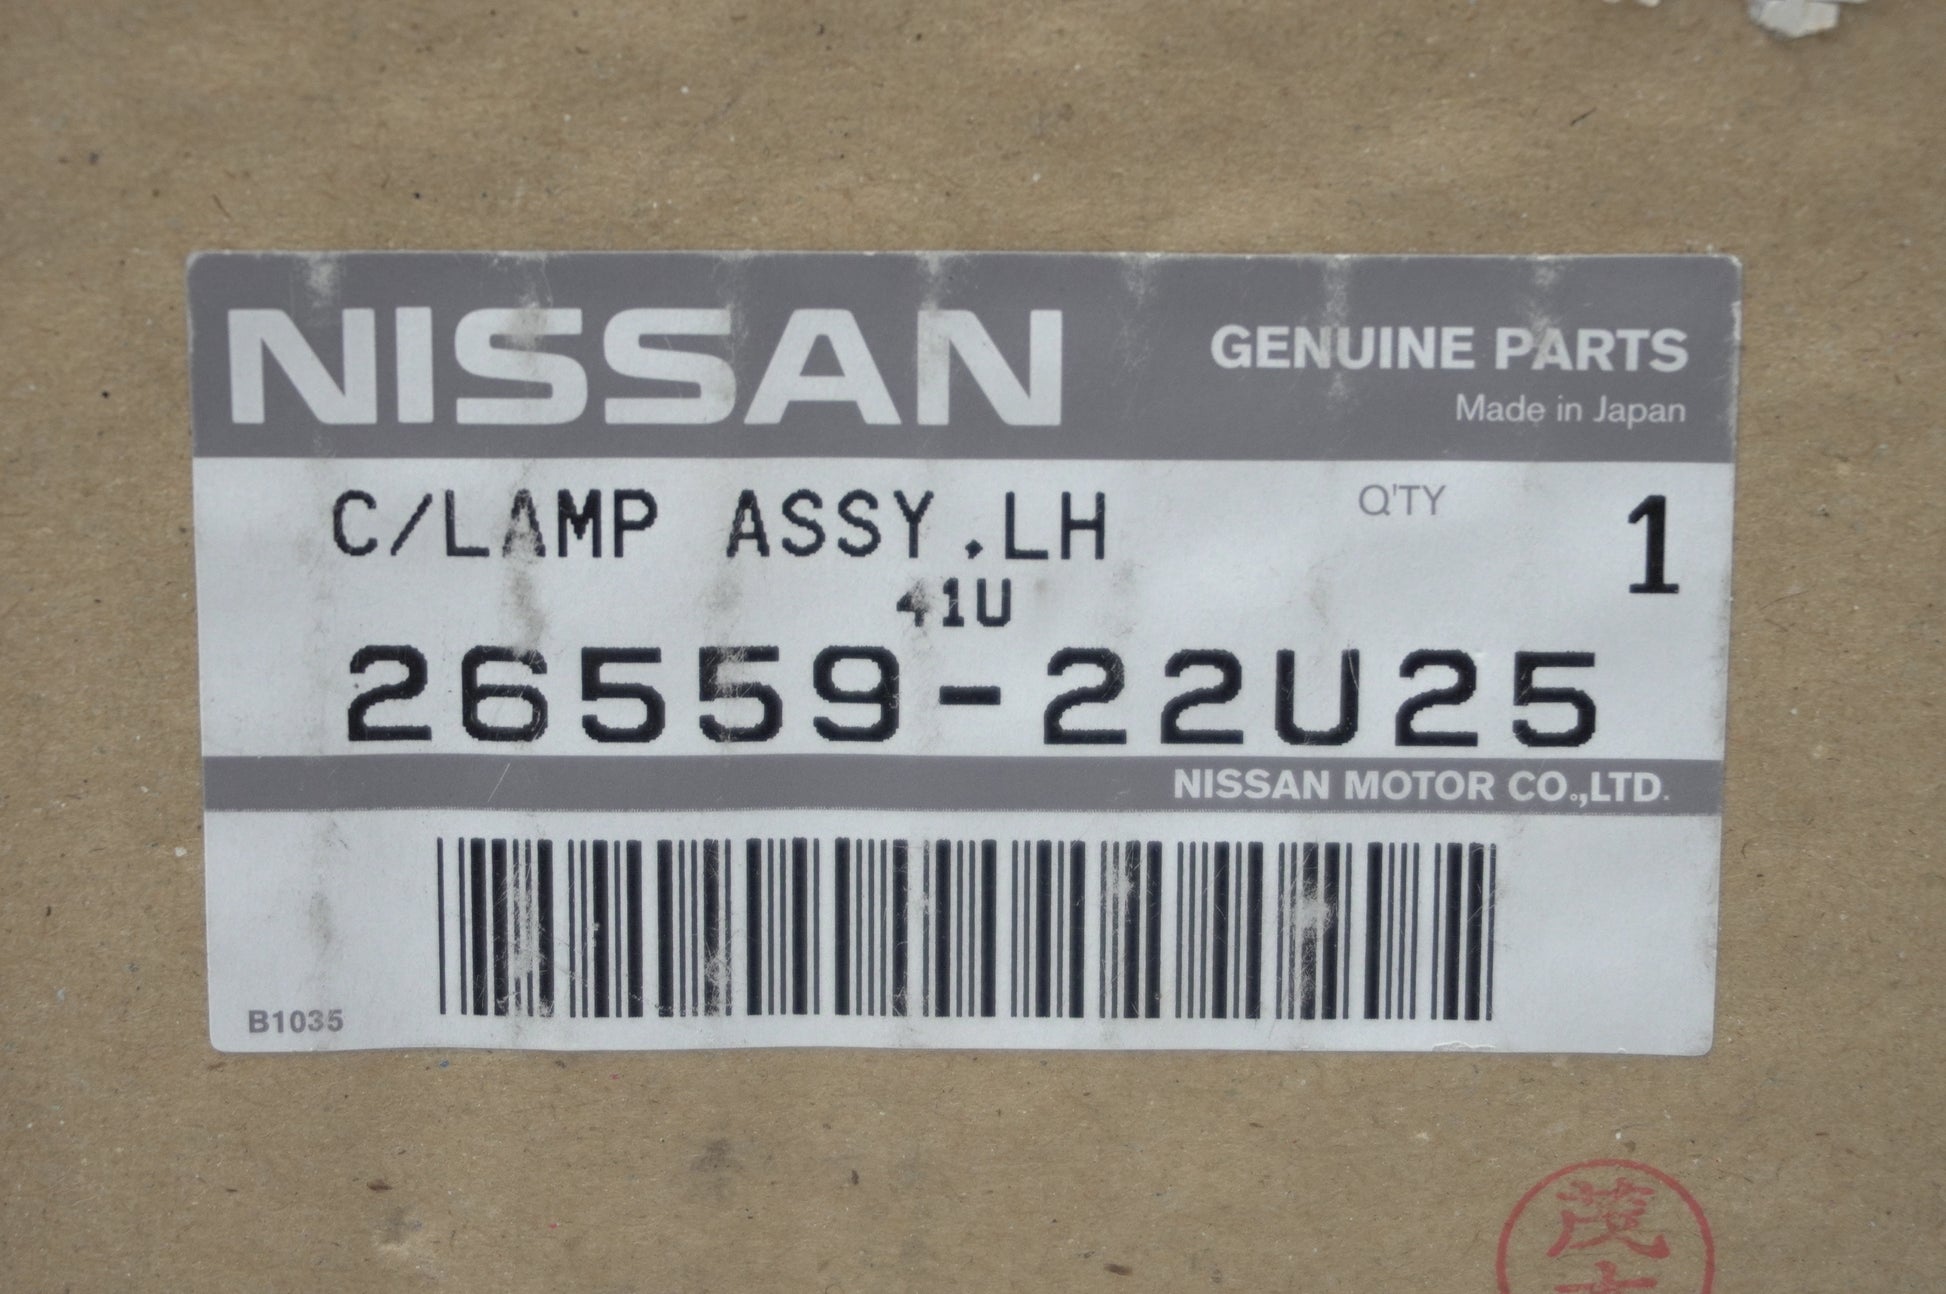 NISSAN
GENUINE PARTS
Made in Japan
C/LAMP ASSY.LH
Q'TY 1
41U
26559-22U25
NISSAN MOTOR CO.,LTD.
B1035
茂